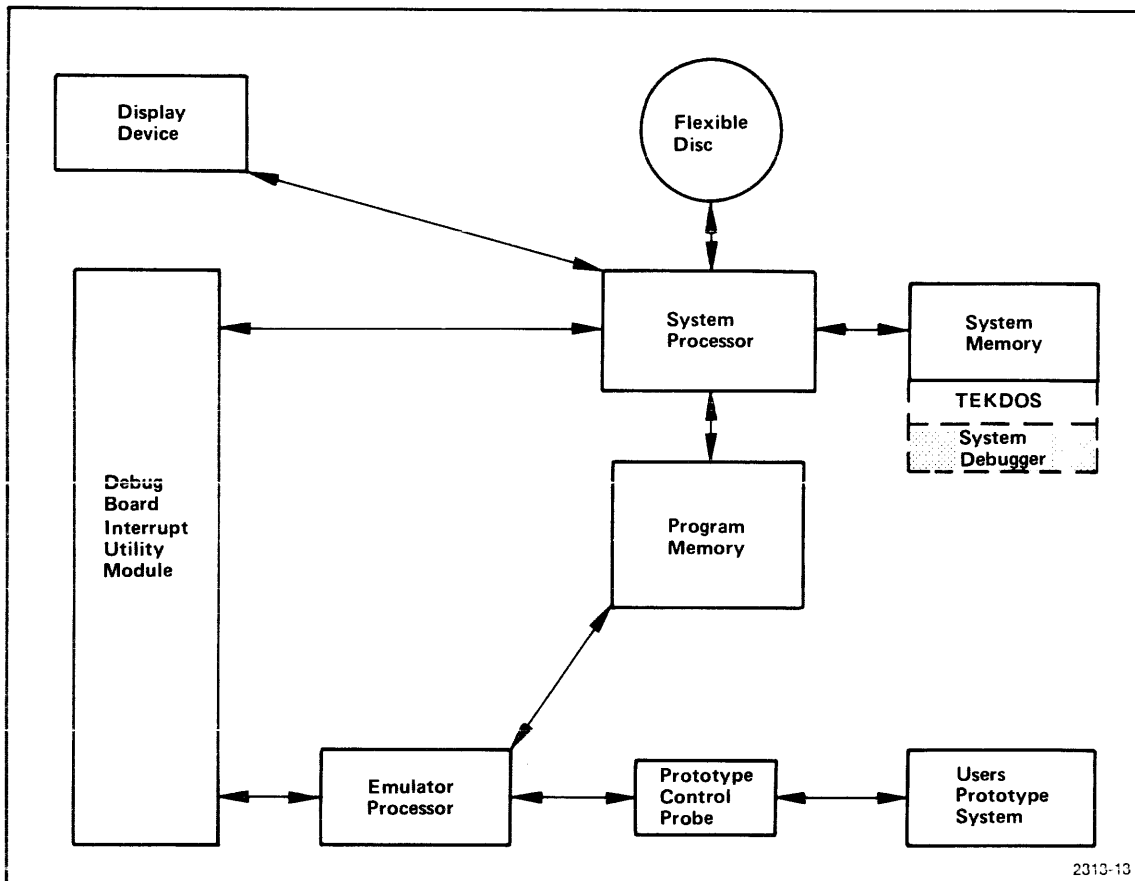 Display
Device
Flexible
Disc
System
Processor
System
Memory
TEKDOS
System
Debugger
Debug
Board
Interrupt
Utility
Module
Program
Memory
Emulator
Processor
Prototype
Control
Probe
Users
Prototype
System
2313-13